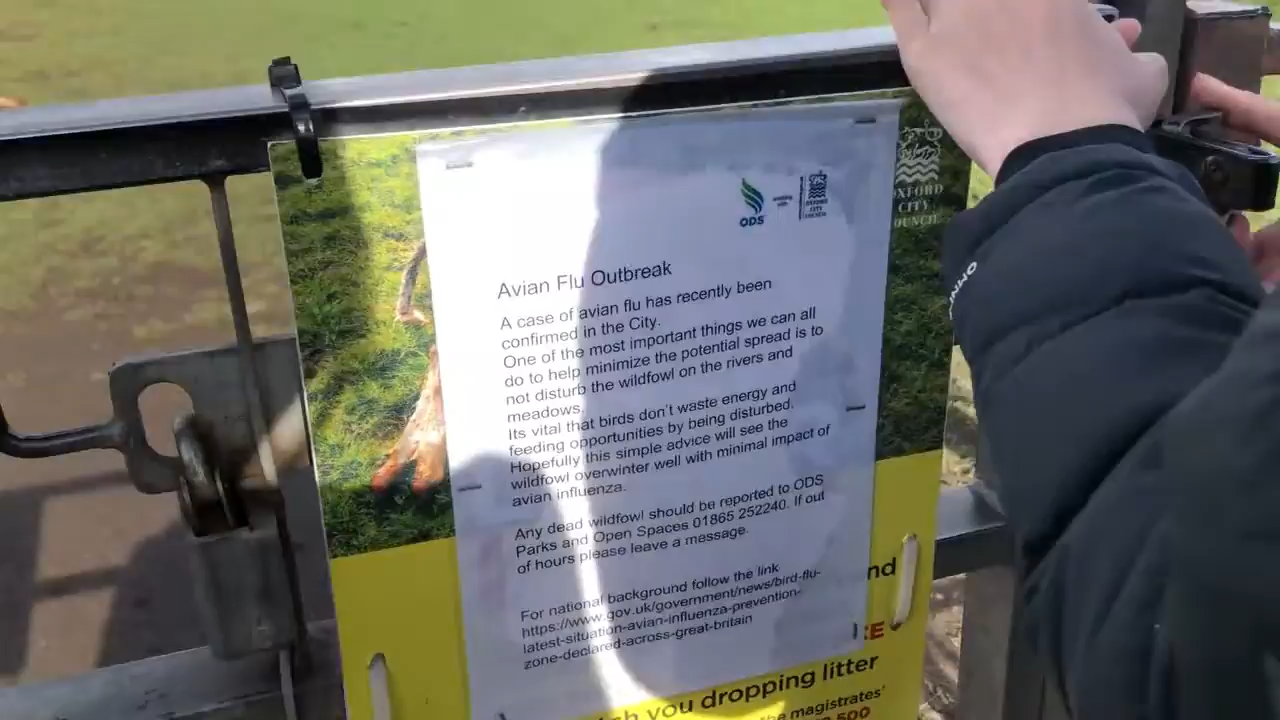 ODS
working with
OXFORD
CITY
COUNCIL
OXFORD
CITY
COUNCIL
Avian Flu Outbreak
A case of avian flu has recently been
confirmed in the City.
One of the most important things we can all
do to help minimize the potential spread is to
not disturb the wildfowl on the rivers and
meadows.
Its vital that birds don't waste energy and
feeding opportunities by being disturbed.
Hopefully this simple advice will see the
wildfowl overwinter well with minimal impact of
avian influenza.
Any dead wildfowl should be reported to ODS
Parks and Open Spaces 01865 252240. If out
of hours please leave a message.
For national background follow the link
https://www.gov.uk/government/news/bird-flu-
latest-situation-avian-influenza-prevention-
zone-declared-across-great-britain
you dropping litter
magistrates'
500